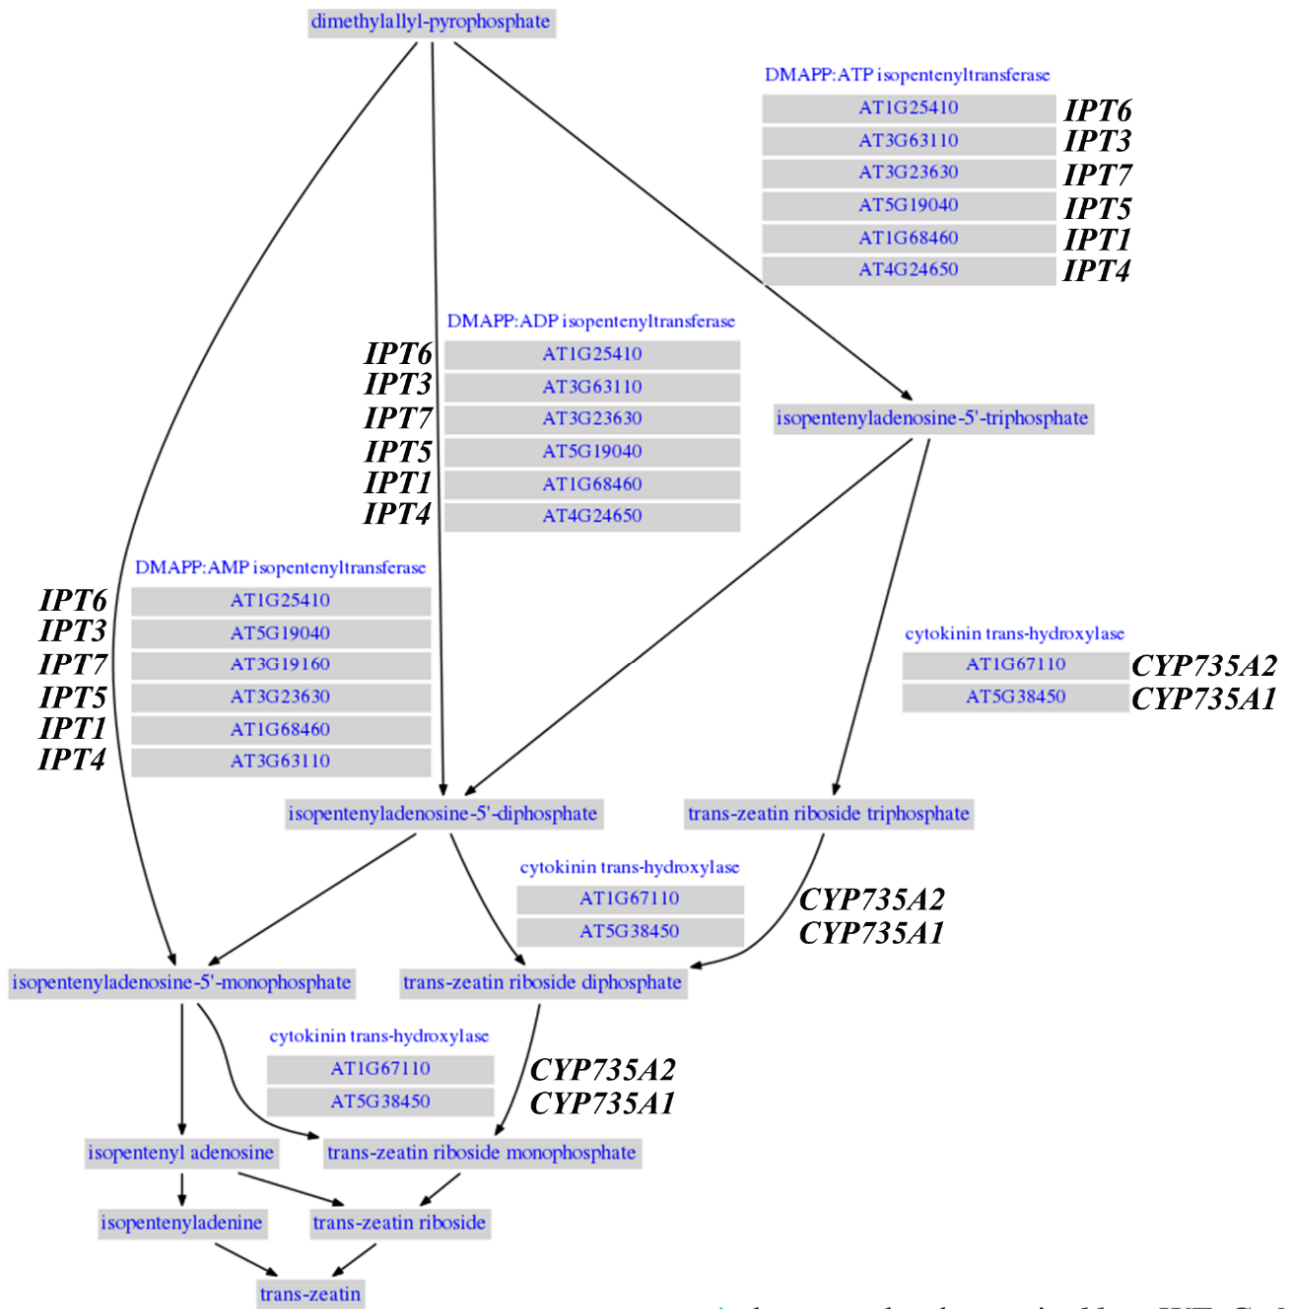 dimethylallyl-pyrophosphate
DMAPP:ATP isopentenyltransferase
AT1G25410 IPT6
AT3G63110 IPT3
AT3G23630 IPT7
AT5G19040 IPT5
AT1G68460 IPT1
AT4G24650 IPT4
DMAPP:ADP isopentenyltransferase
IPT6 AT1G25410
IPT3 AT3G63110
IPT7 AT3G23630
IPT5 AT5G19040
IPT1 AT1G68460
IPT4 AT4G24650
isopentenyladenosine-5'-triphosphate
DMAPP:AMP isopentenyltransferase
IPT6 AT1G25410
IPT3 AT5G19040
IPT7 AT3G19160
IPT5 AT3G23630
IPT1 AT1G68460
IPT4 AT3G63110
cytokinin trans-hydroxylase
AT1G67110 CYP735A2
AT5G38450 CYP735A1
isopentenyladenosine-5'-diphosphate
trans-zeatin riboside triphosphate
cytokinin trans-hydroxylase
AT1G67110 CYP735A2
AT5G38450 CYP735A1
isopentenyladenosine-5'-monophosphate
trans-zeatin riboside diphosphate
cytokinin trans-hydroxylase
AT1G67110 CYP735A2
AT5G38450 CYP735A1
isopentenyl adenosine
trans-zeatin riboside monophosphate
isopentenyladenine
trans-zeatin riboside
trans-zeatin